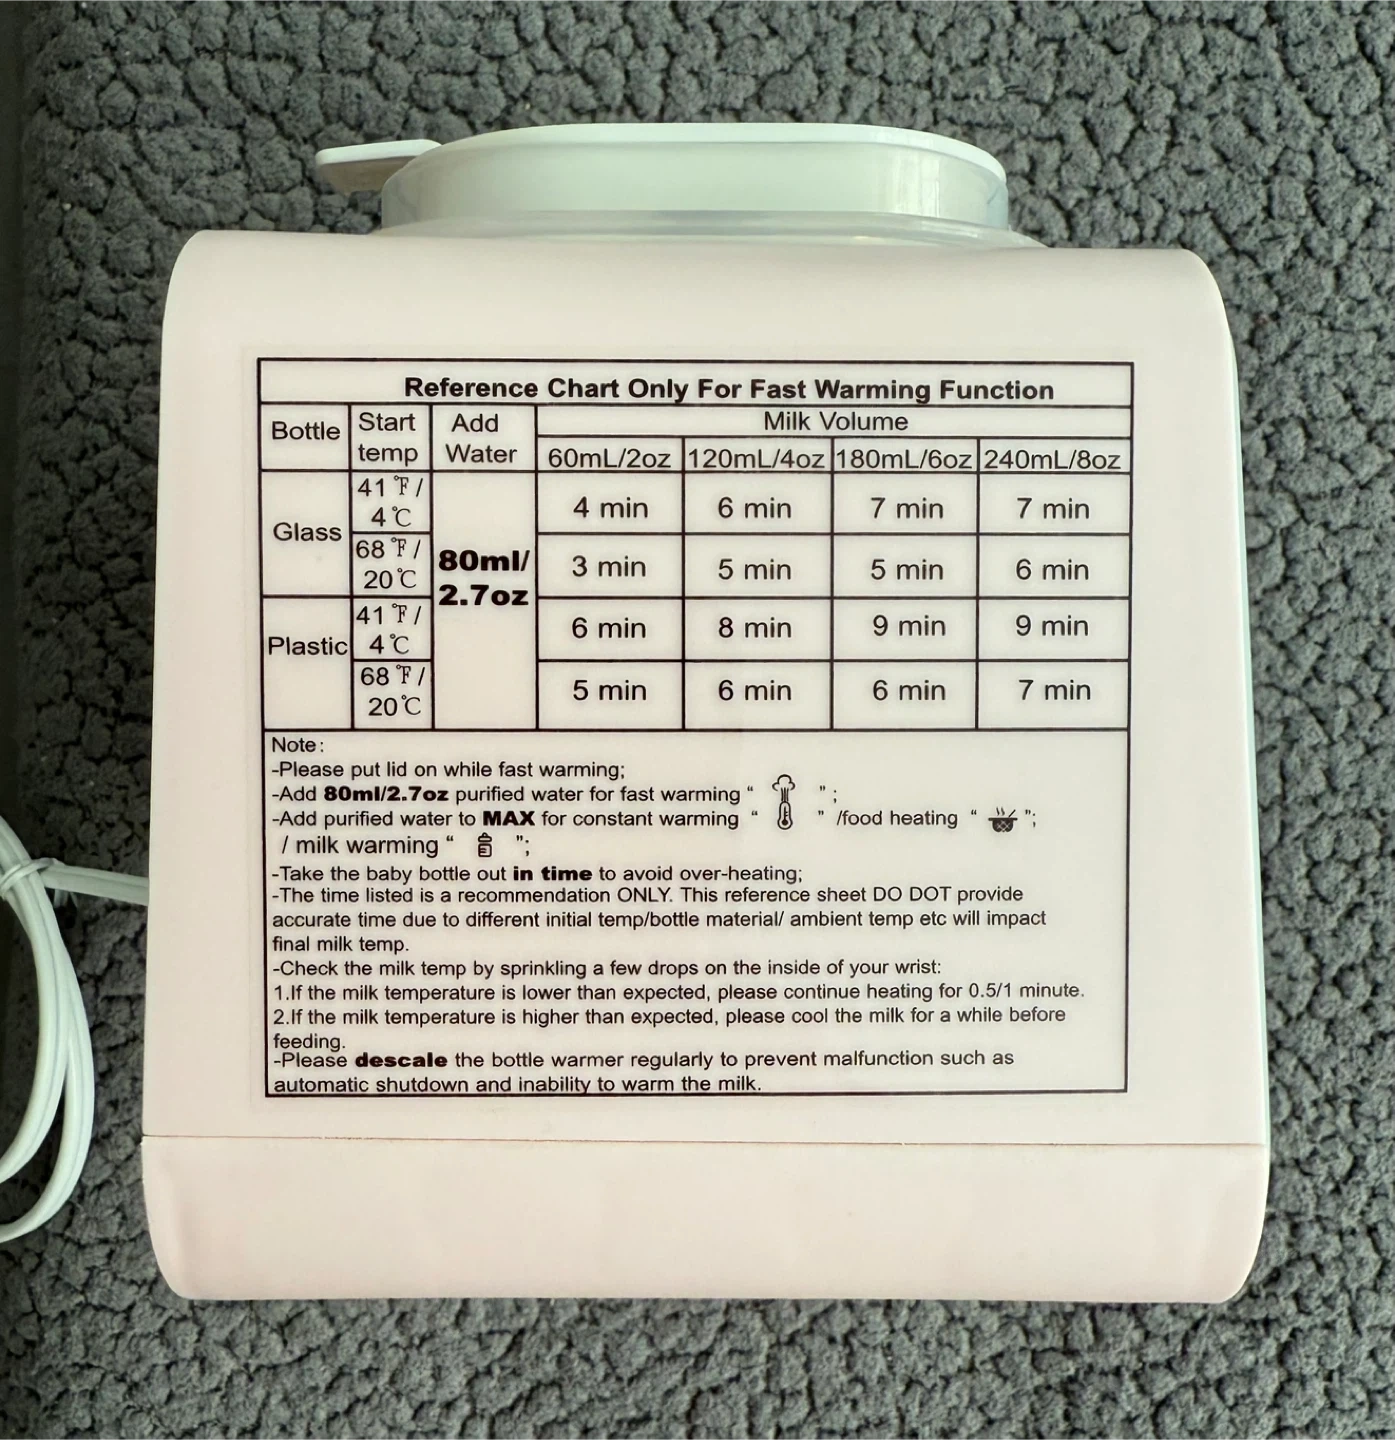 Reference Chart Only For Fast Warming Function
Bottle Start temp Add Water Milk Volume
60mL/2oz 120mL/4oz 180mL/6oz 240mL/8oz
Glass 41℉/ 4℃ 80ml/ 2.7oz 4 min 6 min 7 min 7 min
68℉/ 20℃ 3 min 5 min 5 min 6 min
Plastic 41℉/ 4℃ 6 min 8 min 9 min 9 min
68℉/ 20℃ 5 min 6 min 6 min 7 min
Note:
-Please put lid on while fast warming;
-Add 80ml/2.7oz purified water for fast warming “ ” ;
-Add purified water to MAX for constant warming “ ” /food heating “ ”;
/ milk warming “ ”;
-Take the baby bottle out in time to avoid over-heating;
-The time listed is a recommendation ONLY. This reference sheet DO DOT provide
accurate time due to different initial temp/bottle material/ ambient temp etc will impact
final milk temp.
-Check the milk temp by sprinkling a few drops on the inside of your wrist:
1.If the milk temperature is lower than expected, please continue heating for 0.5/1 minute.
2.If the milk temperature is higher than expected, please cool the milk for a while before
feeding.
-Please descale the bottle warmer regularly to prevent malfunction such as
automatic shutdown and inability to warm the milk.